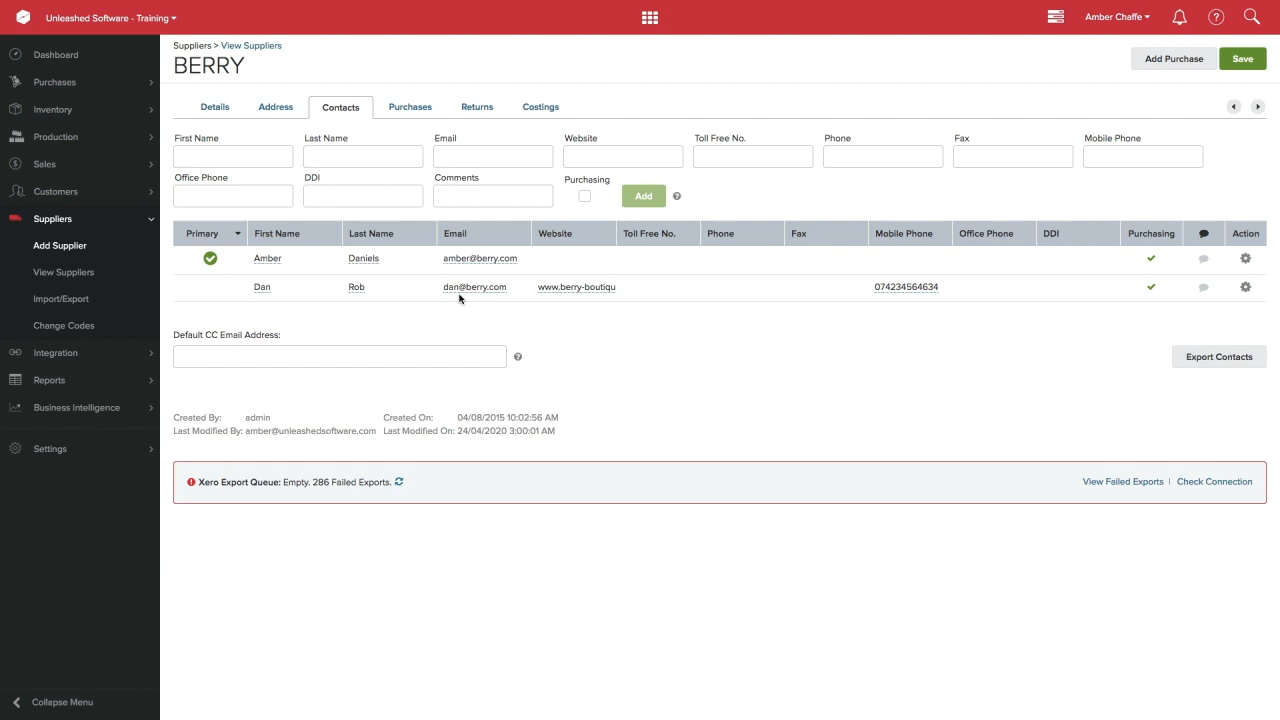 Unleashed Software - Training
Amber Chaffe
Dashboard
Purchases
Inventory
Production
Sales
Customers
Suppliers
Add Supplier
View Suppliers
Import/Export
Change Codes
Integration
Reports
Business Intelligence
Settings
Collapse Menu
Suppliers > View Suppliers
BERRY
Add Purchase
Save
Details Address Contacts Purchases Returns Costings
First Name Last Name Email Website Toll Free No. Phone Fax Mobile Phone
Office Phone DDI Comments Purchasing
Add
Primary First Name Last Name Email Website Toll Free No. Phone Fax Mobile Phone Office Phone DDI Purchasing Action
Amber Daniels amber@berry.com
Dan Rob dan@berry.com www.berry-boutiqu 074234564634
Default CC Email Address:
Export Contacts
Created By: admin Created On: 04/08/2015 10:02:56 AM
Last Modified By: amber@unleashedsoftware.com Last Modified On: 24/04/2020 3:00:01 AM
Xero Export Queue: Empty. 286 Failed Exports. View Failed Exports | Check Connection